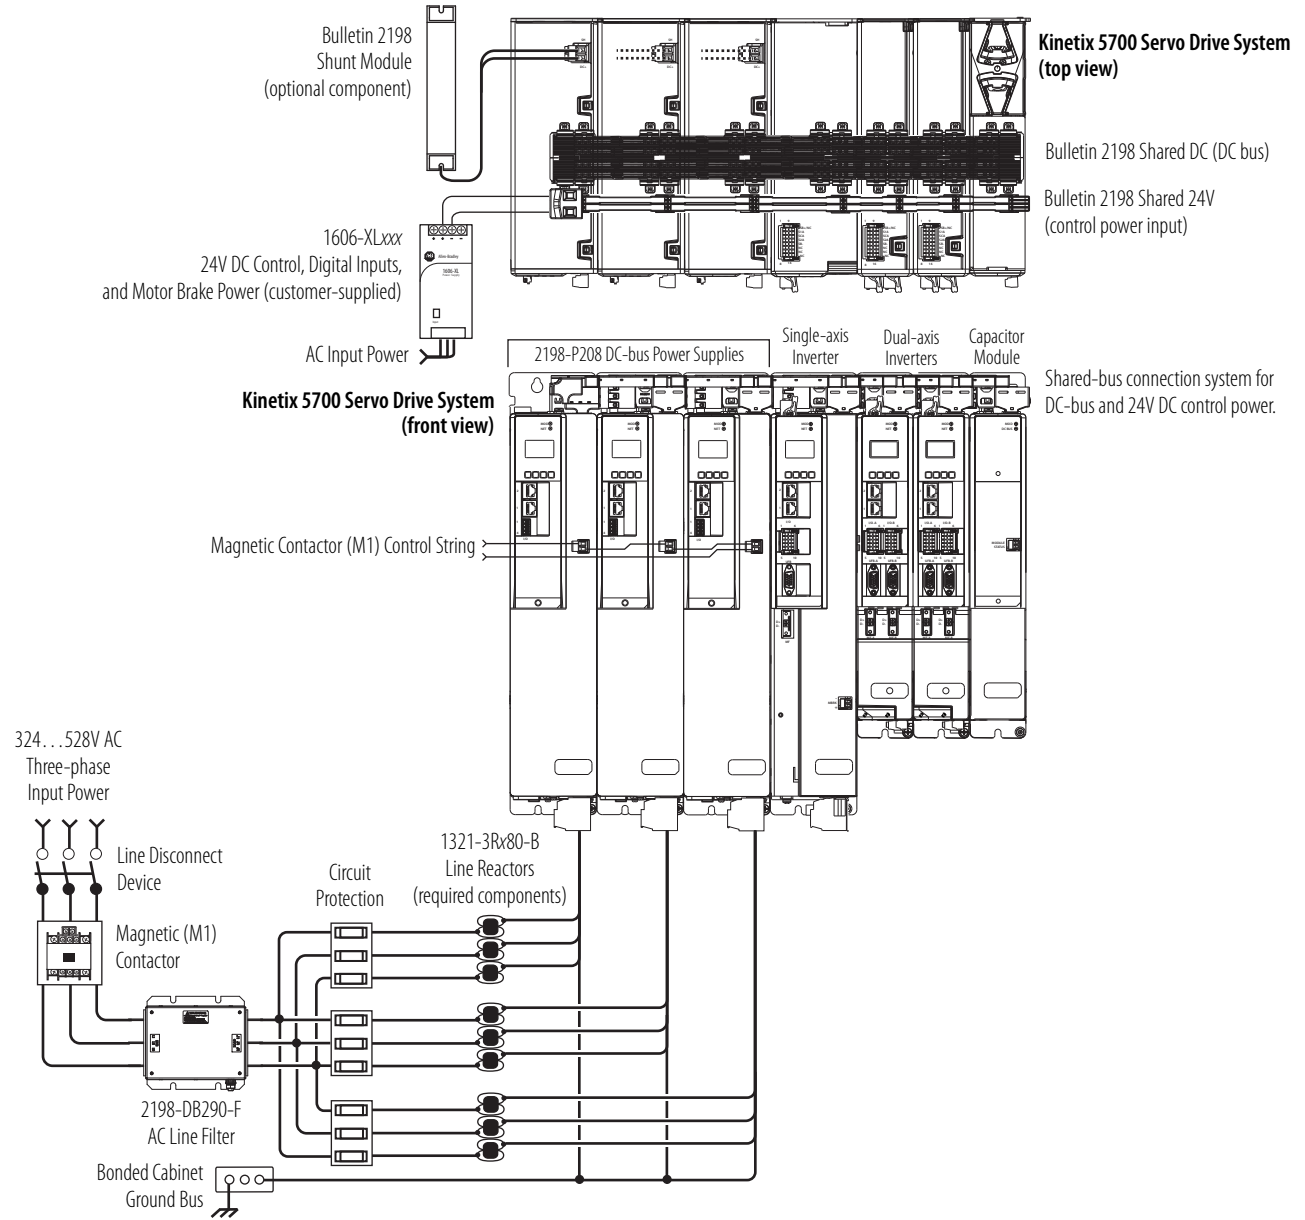 Bulletin 2198
Shunt Module
(optional component)
Kinetix 5700 Servo Drive System
(top view)
Bulletin 2198 Shared DC (DC bus)
Bulletin 2198 Shared 24V
(control power input)
1606-XLxxx
24V DC Control, Digital Inputs,
and Motor Brake Power (customer-supplied)
Allen-Bradley
1606-XL
AC Input Power
2198-P208 DC-bus Power Supplies
Single-axis
Inverter
Dual-axis
Inverters
Capacitor
Module
Shared-bus connection system for
DC-bus and 24V DC control power.
Kinetix 5700 Servo Drive System
(front view)
Magnetic Contactor (M1) Control String
324...528V AC
Three-phase
Input Power
Line Disconnect
Device
Magnetic (M1)
Contactor
Circuit
Protection
1321-3Rx80-B
Line Reactors
(required components)
2198-DB290-F
AC Line Filter
Bonded Cabinet
Ground Bus